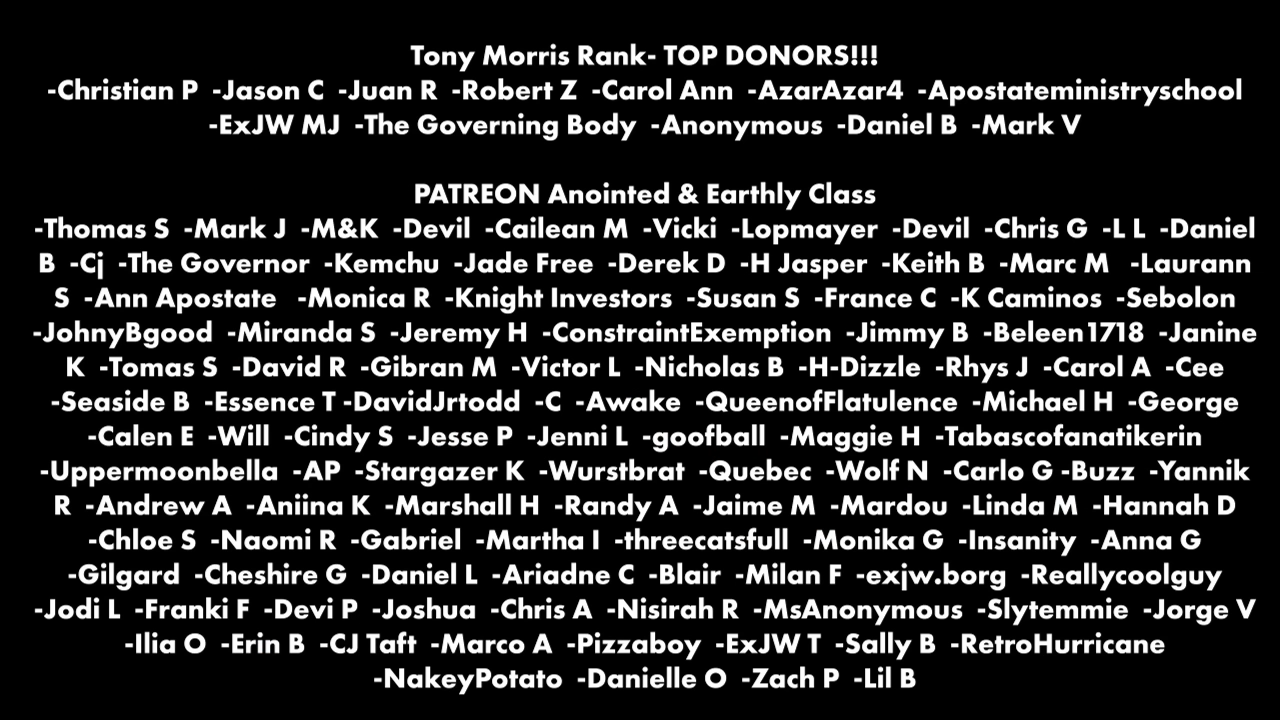 Tony Morris Rank- TOP DONORS!!!
-Christian P -Jason C -Juan R -Robert Z -Carol Ann -AzarAzar4 -Apostateministryschool
-ExJW MJ -The Governing Body -Anonymous -Daniel B -Mark V
PATREON Anointed & Earthly Class
-Thomas S -Mark J -M&K -Devil -Cailean M -Vicki -Lopmayer -Devil -Chris G -L L -Daniel
B -Cj -The Governor -Kemchu -Jade Free -Derek D -H Jasper -Keith B -Marc M -Laurann
S -Ann Apostate -Monica R -Knight Investors -Susan S -France C -K Caminos -Sebolon
-JohnyBgood -Miranda S -Jeremy H -ConstraintExemption -Jimmy B -Beleen1718 -Janine
K -Tomas S -David R -Gibran M -Victor L -Nicholas B -H-Dizzle -Rhys J -Carol A -Cee
-Seaside B -Essence T -DavidJrtodd -C -Awake -QueenofFlatulence -Michael H -George
-Calen E -Will -Cindy S -Jesse P -Jenni L -goofball -Maggie H -Tabascofanatikerin
-Uppermoonbella -AP -Stargazer K -Wurstbrat -Quebec -Wolf N -Carlo G -Buzz -Yannik
R -Andrew A -Aniina K -Marshall H -Randy A -Jaime M -Mardou -Linda M -Hannah D
-Chloe S -Naomi R -Gabriel -Martha I -threecatsfull -Monika G -Insanity -Anna G
-Gilgard -Cheshire G -Daniel L -Ariadne C -Blair -Milan F -exjw.borg -Reallycoolguy
-Jodi L -Franki F -Devi P -Joshua -Chris A -Nisirah R -MsAnonymous -Slytemmie -Jorge V
-Ilia O -Erin B -CJ Taft -Marco A -Pizzaboy -ExJW T -Sally B -RetroHurricane
-NakeyPotato -Danielle O -Zach P -Lil B